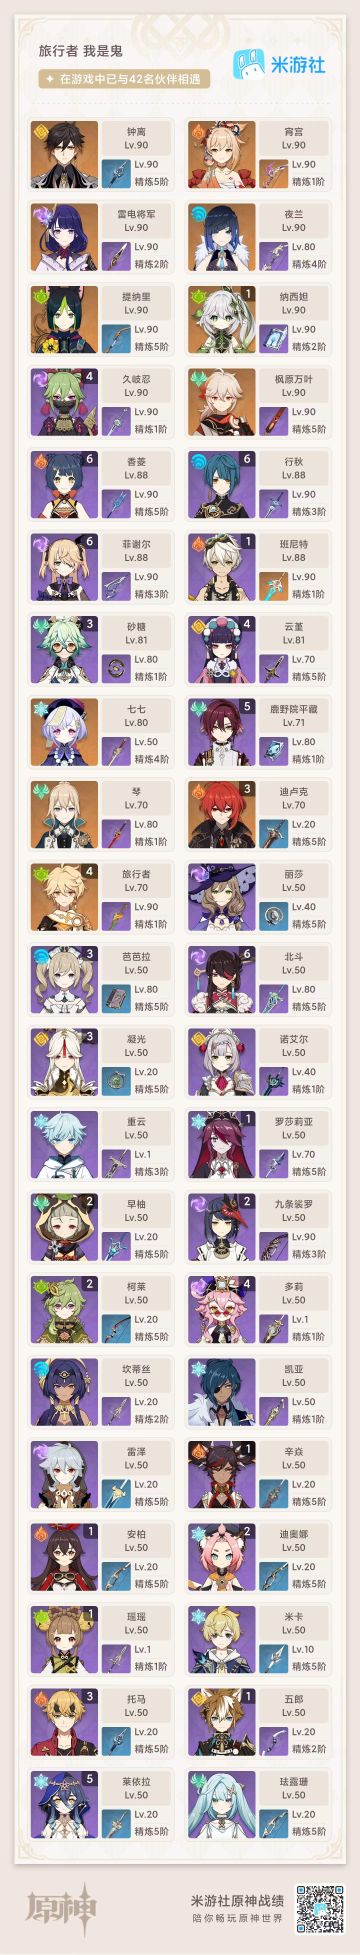 旅行者 我是鬼
米游社
✦ 在游戏中已与42名伙伴相遇
钟离
Lv.90
Lv.90
精炼5阶
宵宫
Lv.90
Lv.90
精炼1阶
雷电将军
Lv.90
Lv.90
精炼2阶
夜兰
Lv.90
Lv.80
精炼4阶
提纳里
Lv.90
Lv.90
精炼5阶
1
纳西妲
Lv.90
Lv.90
精炼2阶
4
久岐忍
Lv.90
Lv.90
精炼1阶
枫原万叶
Lv.90
Lv.90
精炼5阶
6
香菱
Lv.88
Lv.90
精炼5阶
6
行秋
Lv.88
Lv.90
精炼3阶
6
菲谢尔
Lv.88
Lv.90
精炼3阶
1
班尼特
Lv.88
Lv.90
精炼1阶
3
砂糖
Lv.81
Lv.80
精炼1阶
4
云堇
Lv.81
Lv.70
精炼5阶
七七
Lv.80
Lv.50
精炼4阶
5
鹿野院平藏
Lv.71
Lv.80
精炼1阶
琴
Lv.70
Lv.80
精炼1阶
3
迪卢克
Lv.70
Lv.20
精炼5阶
4
旅行者
Lv.70
Lv.90
精炼1阶
丽莎
Lv.50
Lv.40
精炼5阶
3
芭芭拉
Lv.50
Lv.80
精炼5阶
6
北斗
Lv.50
Lv.80
精炼5阶
3
凝光
Lv.50
Lv.20
精炼5阶
诺艾尔
Lv.50
Lv.40
精炼1阶
重云
Lv.50
Lv.1
精炼3阶
1
罗莎莉亚
Lv.50
Lv.70
精炼5阶
2
早柚
Lv.50
Lv.20
精炼5阶
2
九条裟罗
Lv.50
Lv.90
精炼3阶
2
柯莱
Lv.50
Lv.20
精炼5阶
4
多莉
Lv.50
Lv.1
精炼1阶
坎蒂丝
Lv.50
Lv.20
精炼2阶
凯亚
Lv.50
Lv.50
精炼1阶
雷泽
Lv.50
Lv.20
精炼5阶
1
辛焱
Lv.50
Lv.20
精炼5阶
1
安柏
Lv.50
Lv.20
精炼5阶
2
迪奥娜
Lv.50
Lv.20
精炼5阶
1
瑶瑶
Lv.50
Lv.1
精炼1阶
米卡
Lv.50
Lv.10
精炼5阶
3
托马
Lv.50
Lv.20
精炼5阶
1
五郎
Lv.50
Lv.20
精炼2阶
5
莱依拉
Lv.50
Lv.20
精炼5阶
珐露珊
Lv.50
Lv.20
精炼5阶
原神
米游社原神战绩
陪你畅玩原神世界